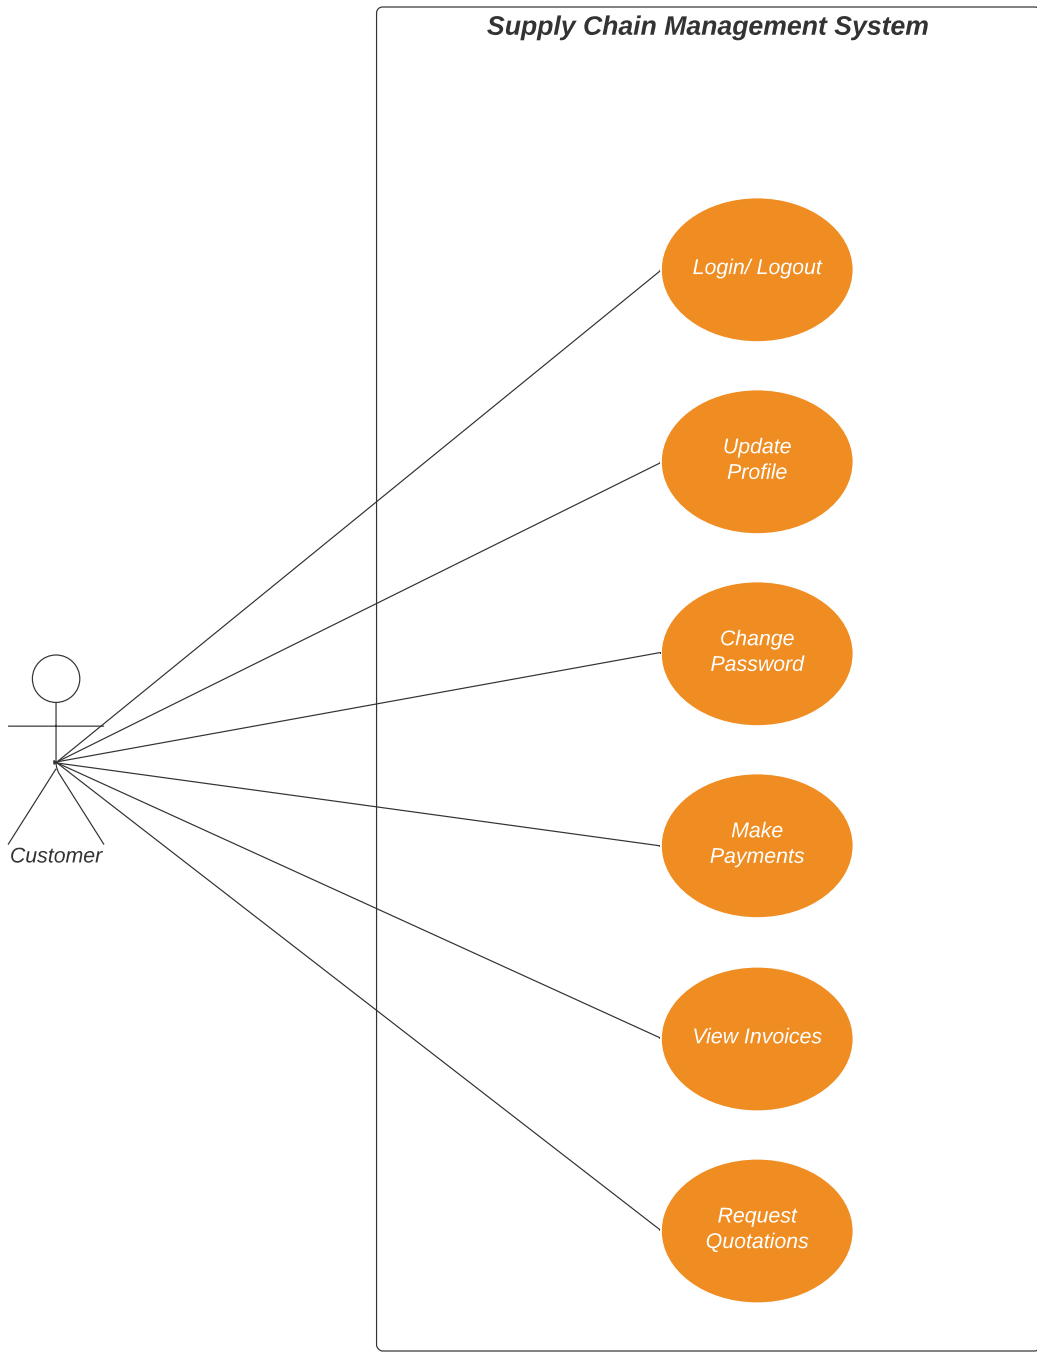 Supply Chain Management System
Login/ Logout
Update
Profile
Change
Password
Customer
Make
Payments
View Invoices
Request
Quotations